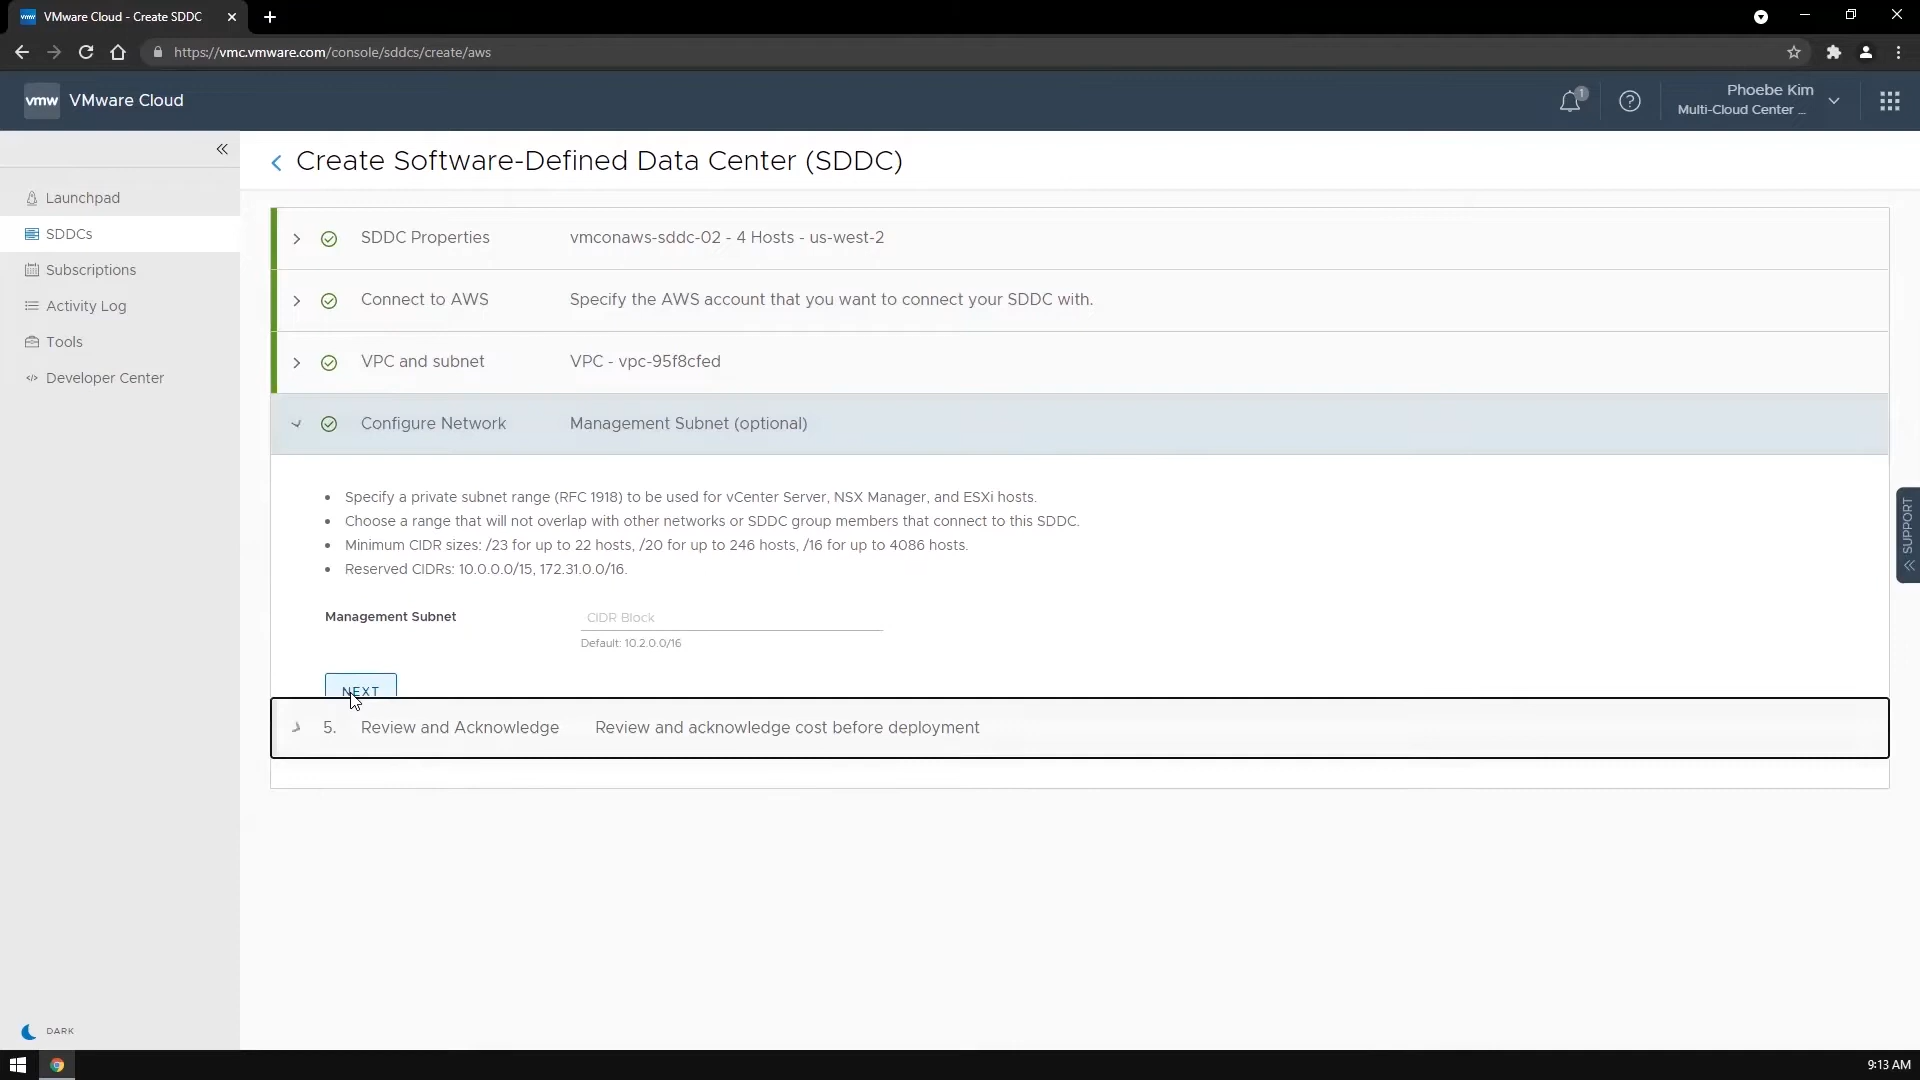 VMware Cloud - Create SDDC
https://vmc.vmware.com/console/sddcs/create/aws
vmw VMware Cloud
1
Phoebe Kim
Multi-Cloud Center ...
Create Software-Defined Data Center (SDDC)
Launchpad
SDDCs
Subscriptions
Activity Log
Tools
Developer Center
SDDC Properties vmconaws-sddc-02 - 4 Hosts - us-west-2
Connect to AWS Specify the AWS account that you want to connect your SDDC with.
VPC and subnet VPC - vpc-95f8cfed
Configure Network Management Subnet (optional)
• Specify a private subnet range (RFC 1918) to be used for vCenter Server, NSX Manager, and ESXi hosts.
• Choose a range that will not overlap with other networks or SDDC group members that connect to this SDDC.
• Minimum CIDR sizes: /23 for up to 22 hosts, /20 for up to 246 hosts, /16 for up to 4086 hosts.
• Reserved CIDRs: 10.0.0.0/15, 172.31.0.0/16.
Management Subnet CIDR Block
Default: 10.2.0.0/16
NEXT
5. Review and Acknowledge Review and acknowledge cost before deployment
SUPPORT
DARK
9:13 AM